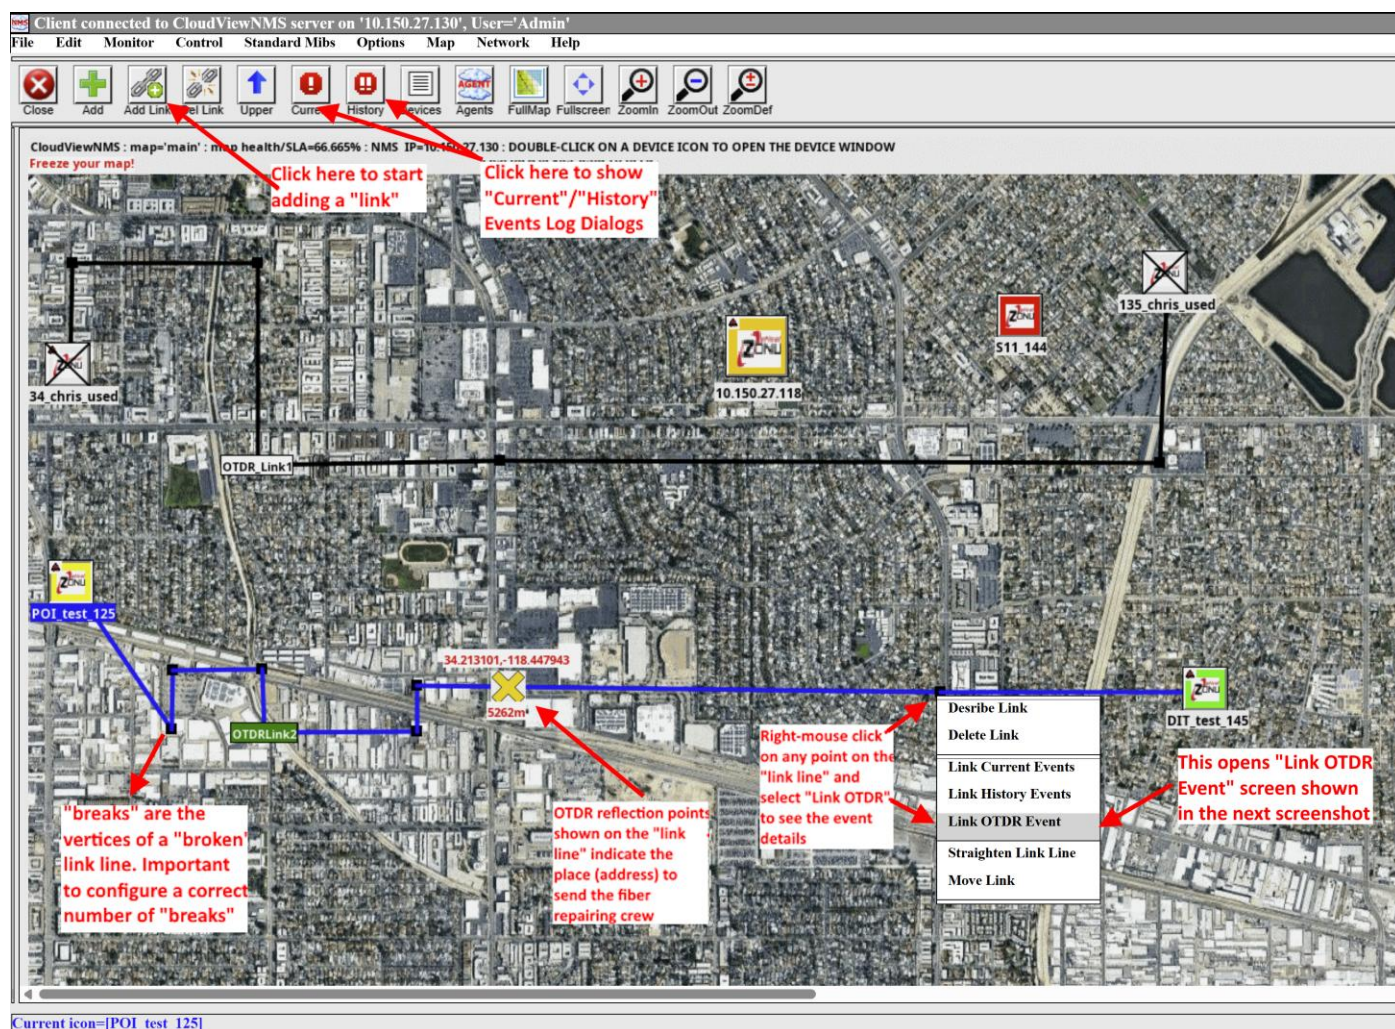 Client connected to CloudViewNMS server on '10.150.27.130', User='Admin'
File Edit Monitor Control Standard Mibs Options Map Network Help
Close Add Add Link Del Link Upper History Agents FullMap Fullscreen ZoomIn ZoomOut ZoomDef
CloudViewNMS : map='main' : map health/SLA=66.665% : NMS IP=10.150.27.130 : DOUBLE-CLICK ON A DEVICE ICON TO OPEN THE DEVICE WINDOW
Freeze your map!
Click here to start
adding a "link"
Click here to show
"Current"/"History"
Events Log Dialogs
135_chris_used
S11_144
10.150.27.118
34_chris_used
OTDR_Link1
POI_test_125
34.213101,-118.447943
5262m
OTDRLink2
DIT_test_145
"breaks" are the
vertices of a "broken"
link line. Important
to configure a correct
number of "breaks"
OTDR reflection points
shown on the "link
line" indicate the
place (address) to
send the fiber
repairing crew
Right-mouse click
on any point on the
"link line" and
select "Link OTDR"
to see the event
details
Desribe Link
Delete Link
Link Current Events
Link History Events
Link OTDR Event
Straighten Link Line
Move Link
This opens "Link OTDR
Event" screen shown
in the next screenshot
Current icon=[POI_test_125]